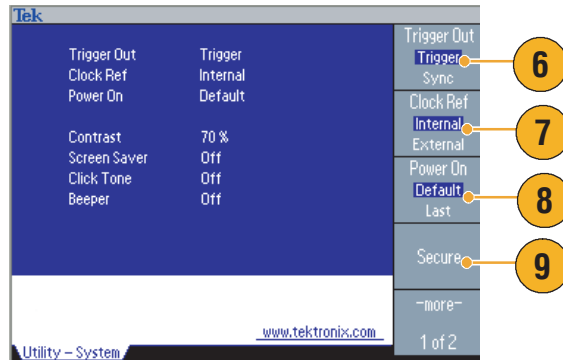 Tek
Trigger Out Trigger
Clock Ref Internal
Power On Default
Contrast 70 %
Screen Saver Off
Click Tone Off
Beeper Off
www.tektronix.com
Utility – System
Trigger Out
Trigger
Sync
Clock Ref
Internal
External
Power On
Default
Last
Secure
-more-
1 of 2
6
7
8
9